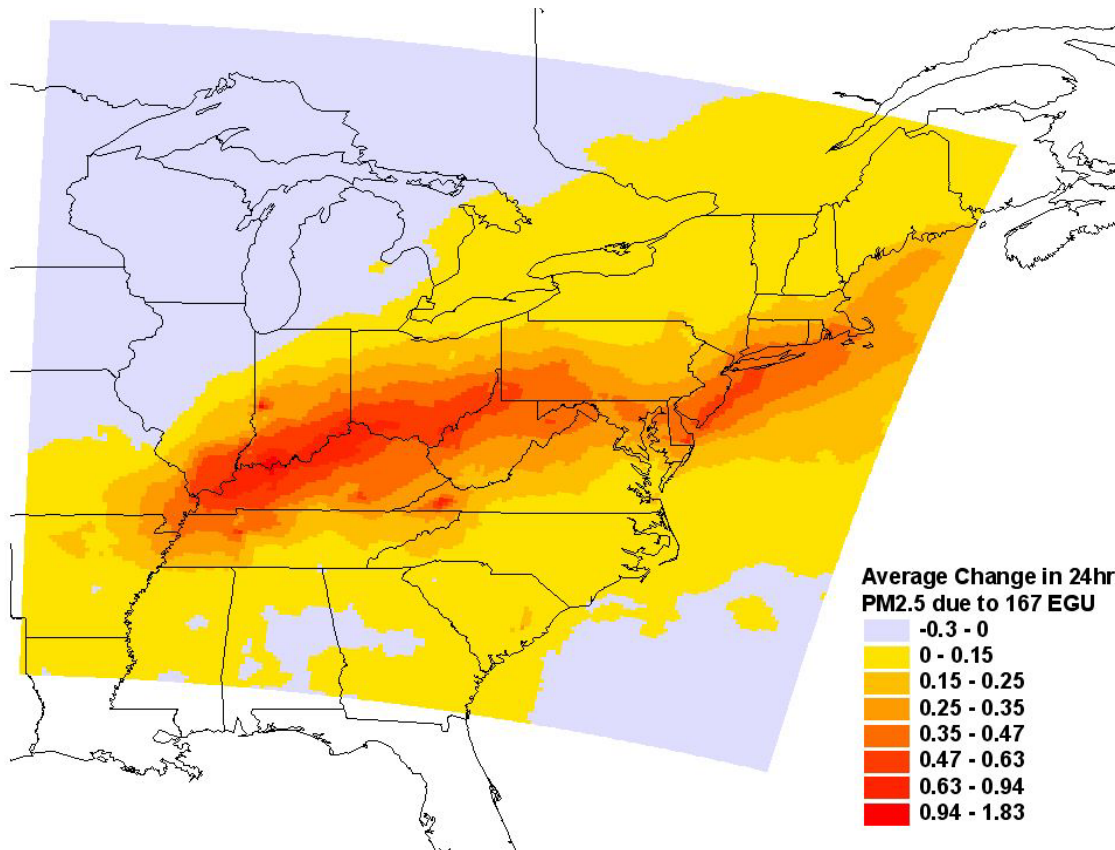 Average Change in 24hr
PM2.5 due to 167 EGU
-0.3 - 0
0 - 0.15
0.15 - 0.25
0.25 - 0.35
0.35 - 0.47
0.47 - 0.63
0.63 - 0.94
0.94 - 1.83